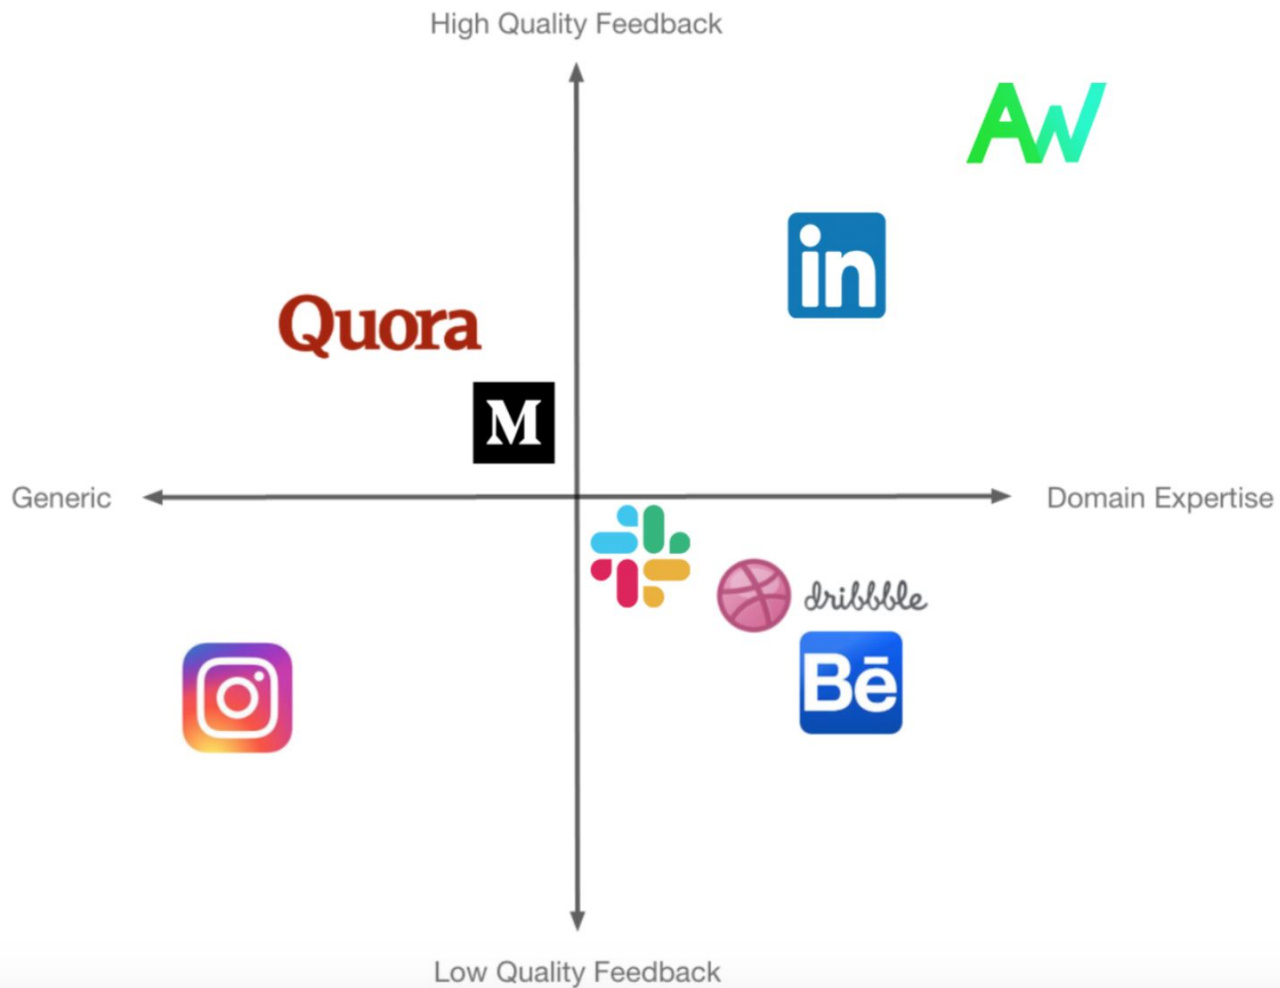 High Quality Feedback
AW
in
Quora
M
Generic
Domain Expertise
dribbble
Bē
Low Quality Feedback